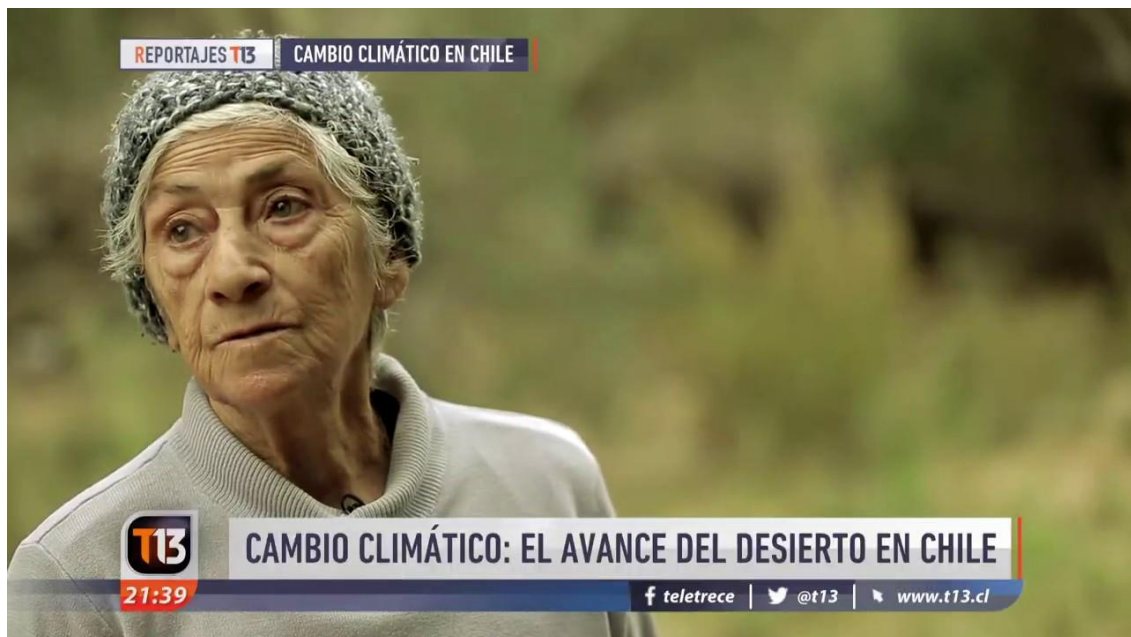 REPORTAJES T13 CAMBIO CLIMÁTICO EN CHILE
T13 CAMBIO CLIMÁTICO: EL AVANCE DEL DESIERTO EN CHILE
21:39 teletrece @t13 www.t13.cl